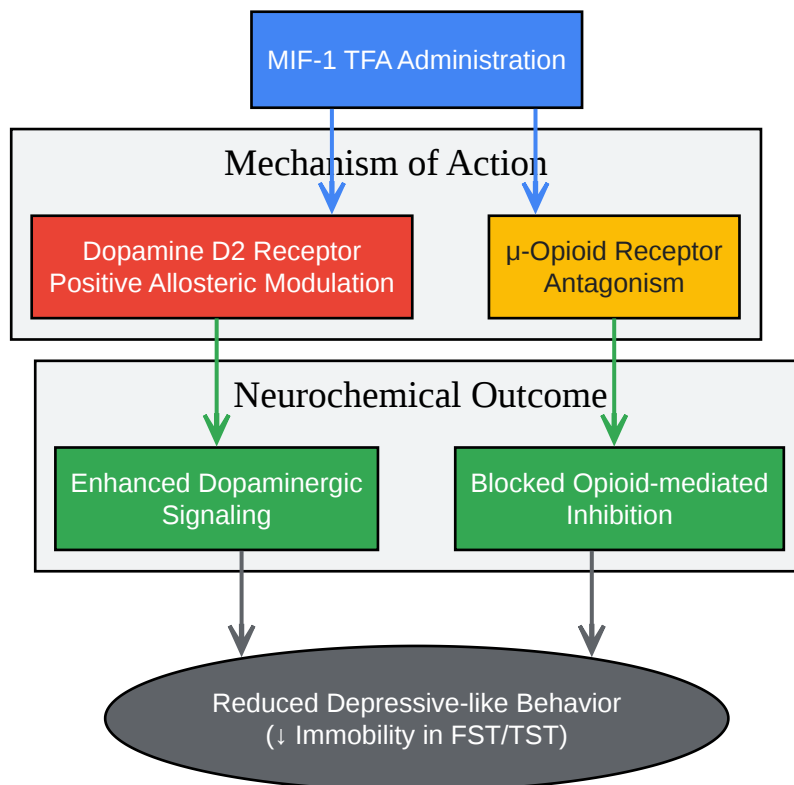 MIF-1 TFA Administration
Mechanism of Action
Dopamine D2 Receptor
Positive Allosteric Modulation
μ-Opioid Receptor
Antagonism
Neurochemical Outcome
Enhanced Dopaminergic
Signaling
Blocked Opioid-mediated
Inhibition
Reduced Depressive-like Behavior
(↓ Immobility in FST/TST)